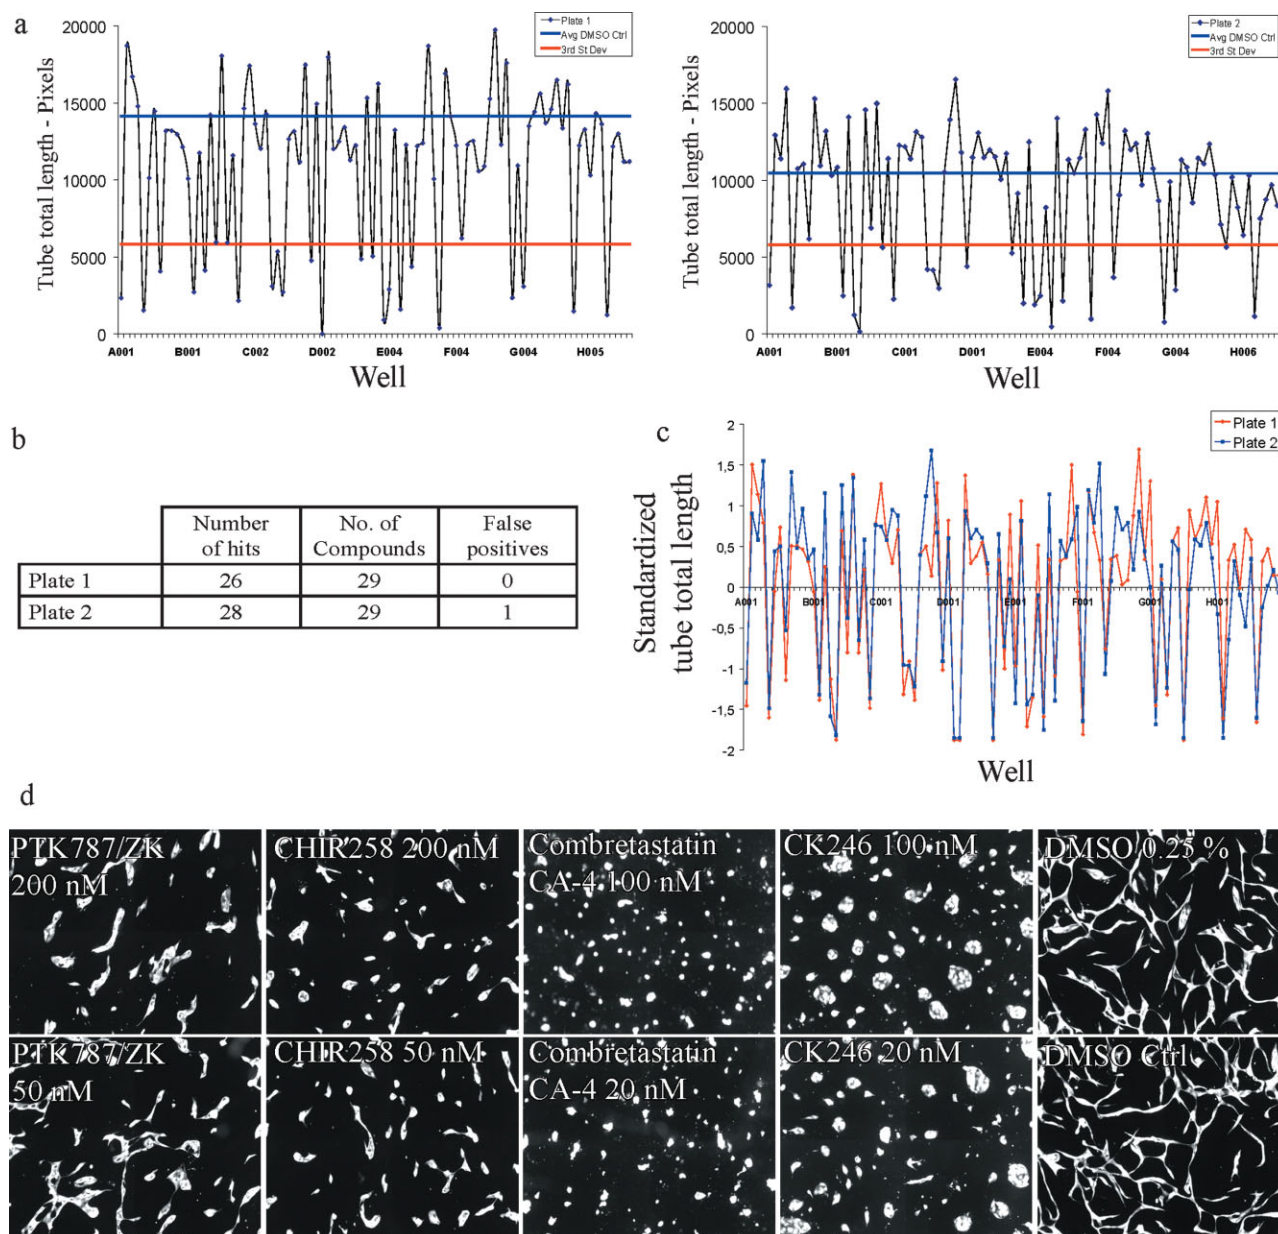 a
Tube total length - Pixels
20000
15000
10000
5000
0
A001 B001 C002 D002 E004 F004 G004 H005
Well
Plate 1
Avg DMSO Ctrl
3rd St Dev
Tube total length - Pixels
20000
15000
10000
5000
0
A001 B001 C001 D001 E004 F004 G004 H006
Well
Plate 2
Avg DMSO Ctrl
3rd St Dev
b
Number of hits No. of Compounds False positives
Plate 1 26 29 0
Plate 2 28 29 1
c
Standardized
tube total length
2
1,5
1
0,5
0
-0,5
-1
-1,5
-2
A001 B001 C001 D001 E001 F001 G001 H001
Well
Plate 1
Plate 2
d
PTK787/ZK
200 nM
CHIR258 200 nM
Combretastatin
CA-4 100 nM
CK246 100 nM
DMSO 0.25 %
PTK787/ZK
50 nM
CHIR258 50 nM
Combretastatin
CA-4 20 nM
CK246 20 nM
DMSO Ctrl